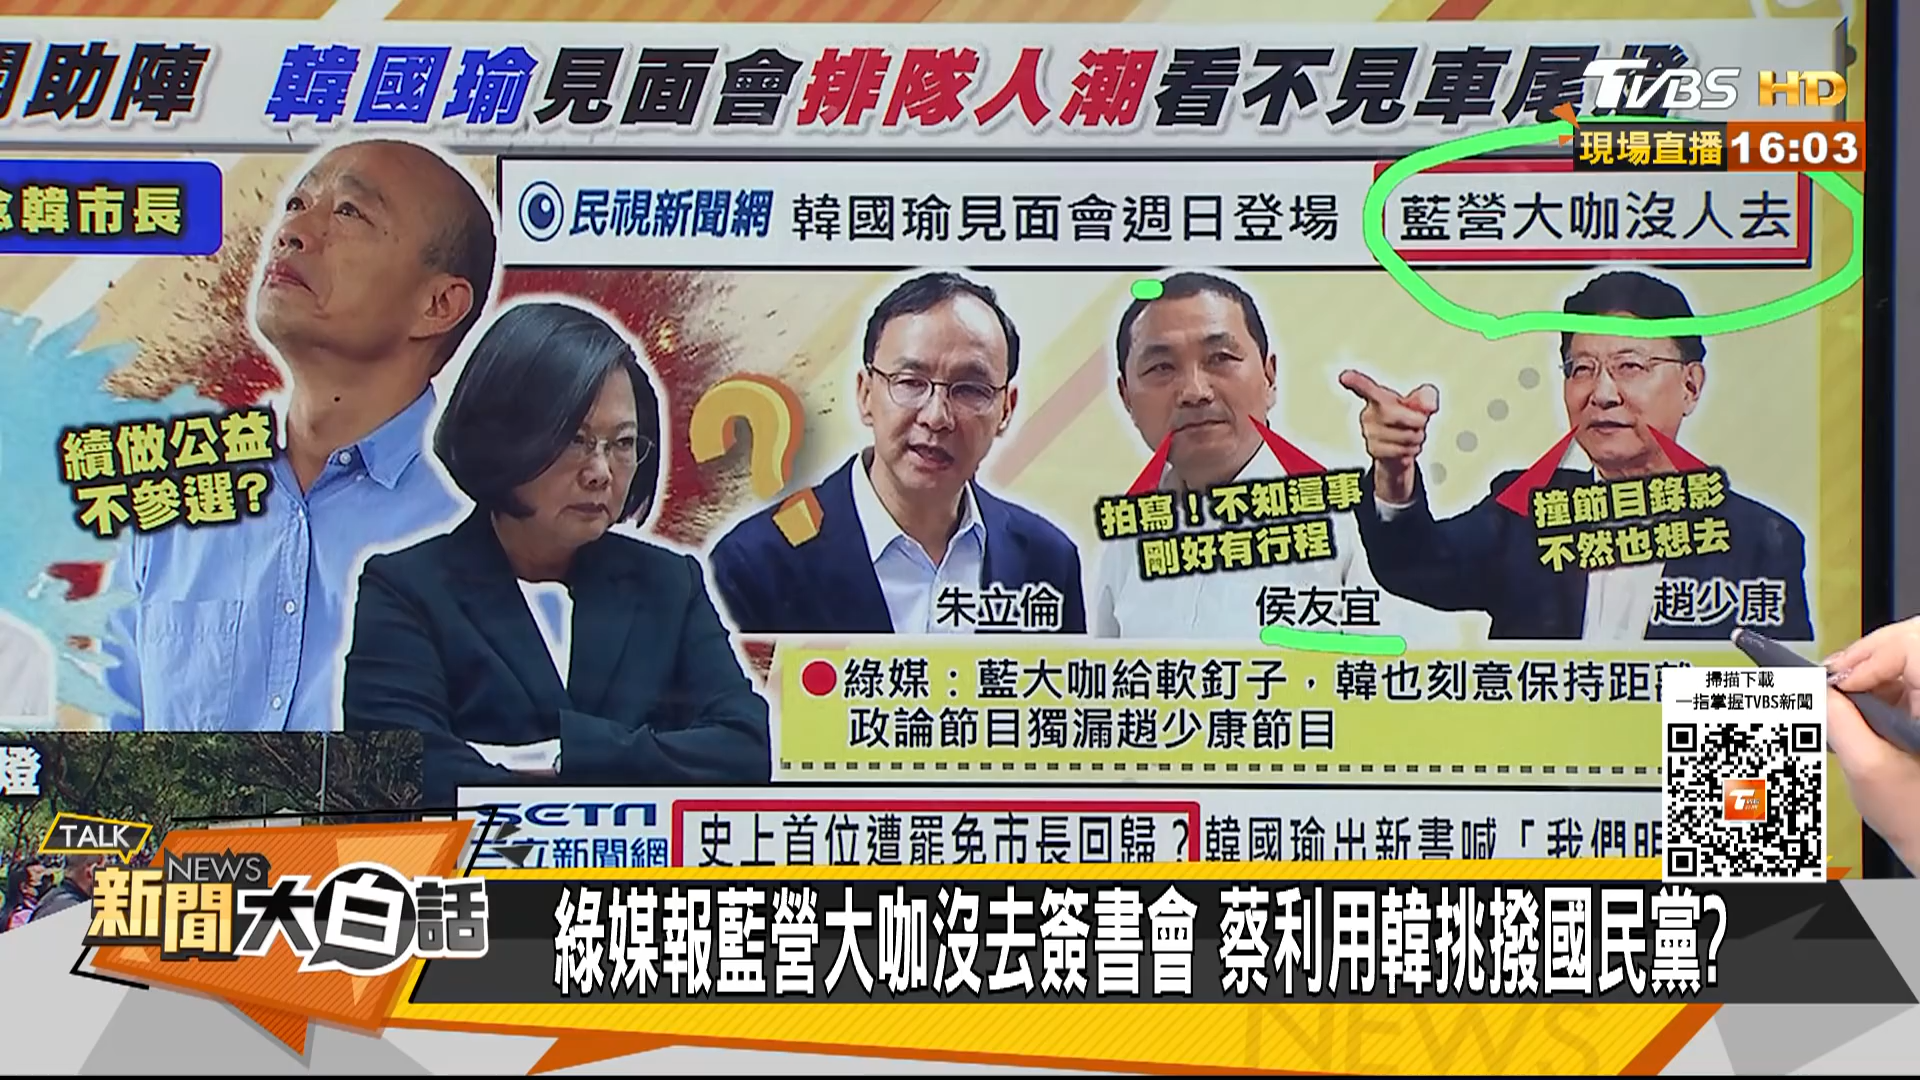 助陣 韓國瑜見面會排隊人潮看不見車尾燈
TVBS HD
現場直播 16:03
韓市長
民視新聞網 韓國瑜見面會週日登場 藍營大咖沒人去
續做公益
不參選?
拍寫!不知這事
剛好有行程
撞節目錄影
不然也想去
朱立倫
侯友宜
趙少康
●綠媒:藍大咖給軟釘子,韓也刻意保持距離
政論節目獨漏趙少康節目
掃描下載
一指掌握TVBS新聞
燈
SETN
三立新聞網 史上首位遭罷免市長回歸?韓國瑜出新書喊「我們明
TALK
NEWS
新聞大白話
綠媒報藍營大咖沒去簽書會 蔡利用韓挑撥國民黨?
NEWS